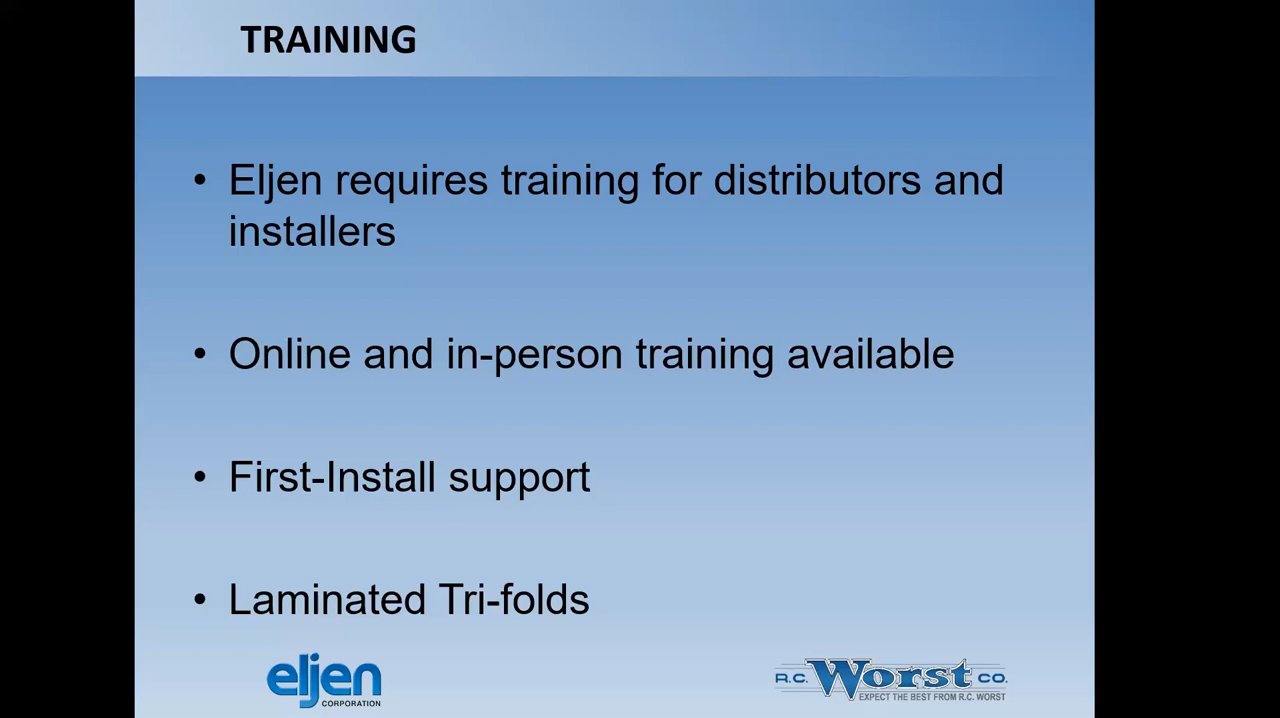 TRAINING
• Eljen requires training for distributors and
installers
• Online and in-person training available
• First-Install support
• Laminated Tri-folds
eljen
CORPORATION
R.C. Worst CO.
EXPECT THE BEST FROM R.C. WORST